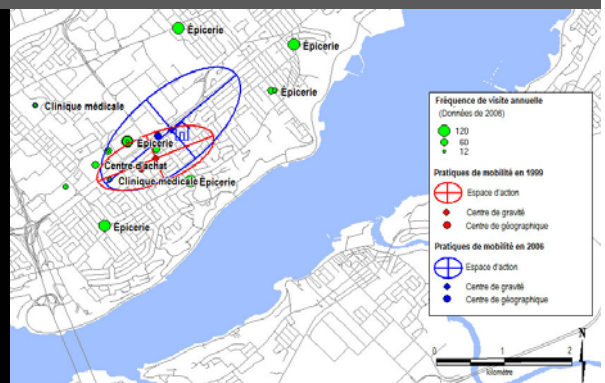 Épicerie
Épicerie
Épicerie
Clinique médicale
Épicerie
Centre d'achat
Clinique médicale
Épicerie
Épicerie
Fréquence de visite annuelle
(Données de 2006)
120
60
12
Pratiques de mobilité en 1999
Espace d'action
Centre de gravité
Centre de géographique
Pratiques de mobilité en 2006
Espace d'action
Centre de gravité
Centre de géographique
N
0 1 2
kilomètre